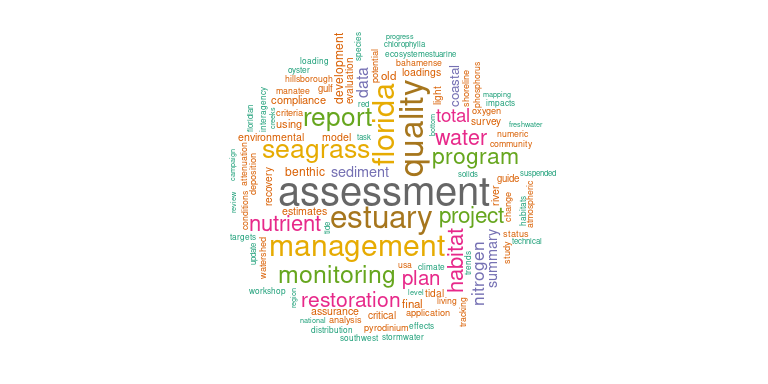 progress
chlorophylla
species
ecosystemestuarine
development
loading
evaluation
potential
bahamense
oyster
data
old
loadings
coastal
phosphorus
hillsborough
gulf
florida
quality
light
shoreline
manatee
mapping
interagency
compliance
red
impacts
floridian
creeks
criteria
report
total
oxygen
using
bottom
survey
freshwater
environmental
model
task
water
numeric
seagrass
community
attenuation
program
campaign
deposition
recovery
benthic
sediment
solids
suspended
guide
assessment
river
atmospheric
review
conditions
estimates
estuary
project
change
habitats
nutrient
tide
targets
status
habitat
summary
technical
management
nitrogen
study
update
watershed
usa
climate
trends
monitoring
plan
workshop
region
level
tidal
restoration
final
living
tracking
assurance
critical
application
national
analysis
distribution
pyrodinium
effects
southwest
stormwater